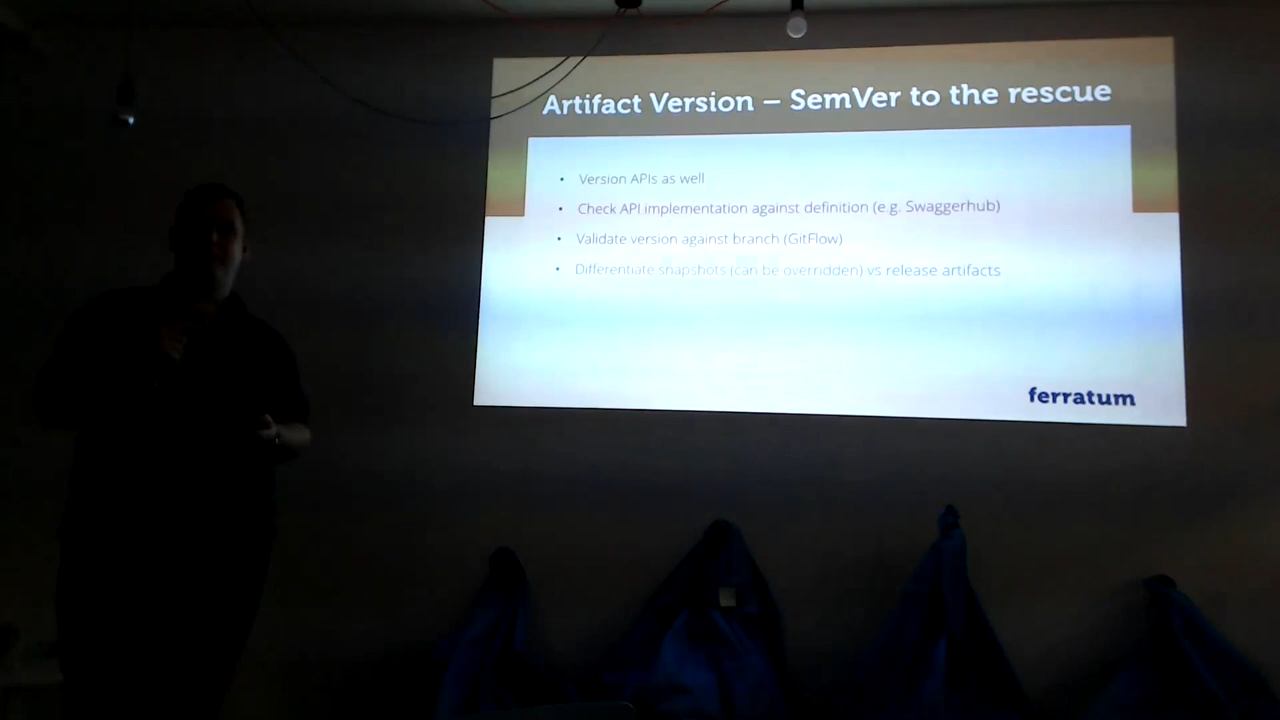 Artifact Version – SemVer to the rescue
• Version APIs as well
• Check API implementation against definition (e.g. Swaggerhub)
• Validate version against branch (GitFlow)
• Differentiate snapshots (can be overridden) vs release artifacts
ferratum